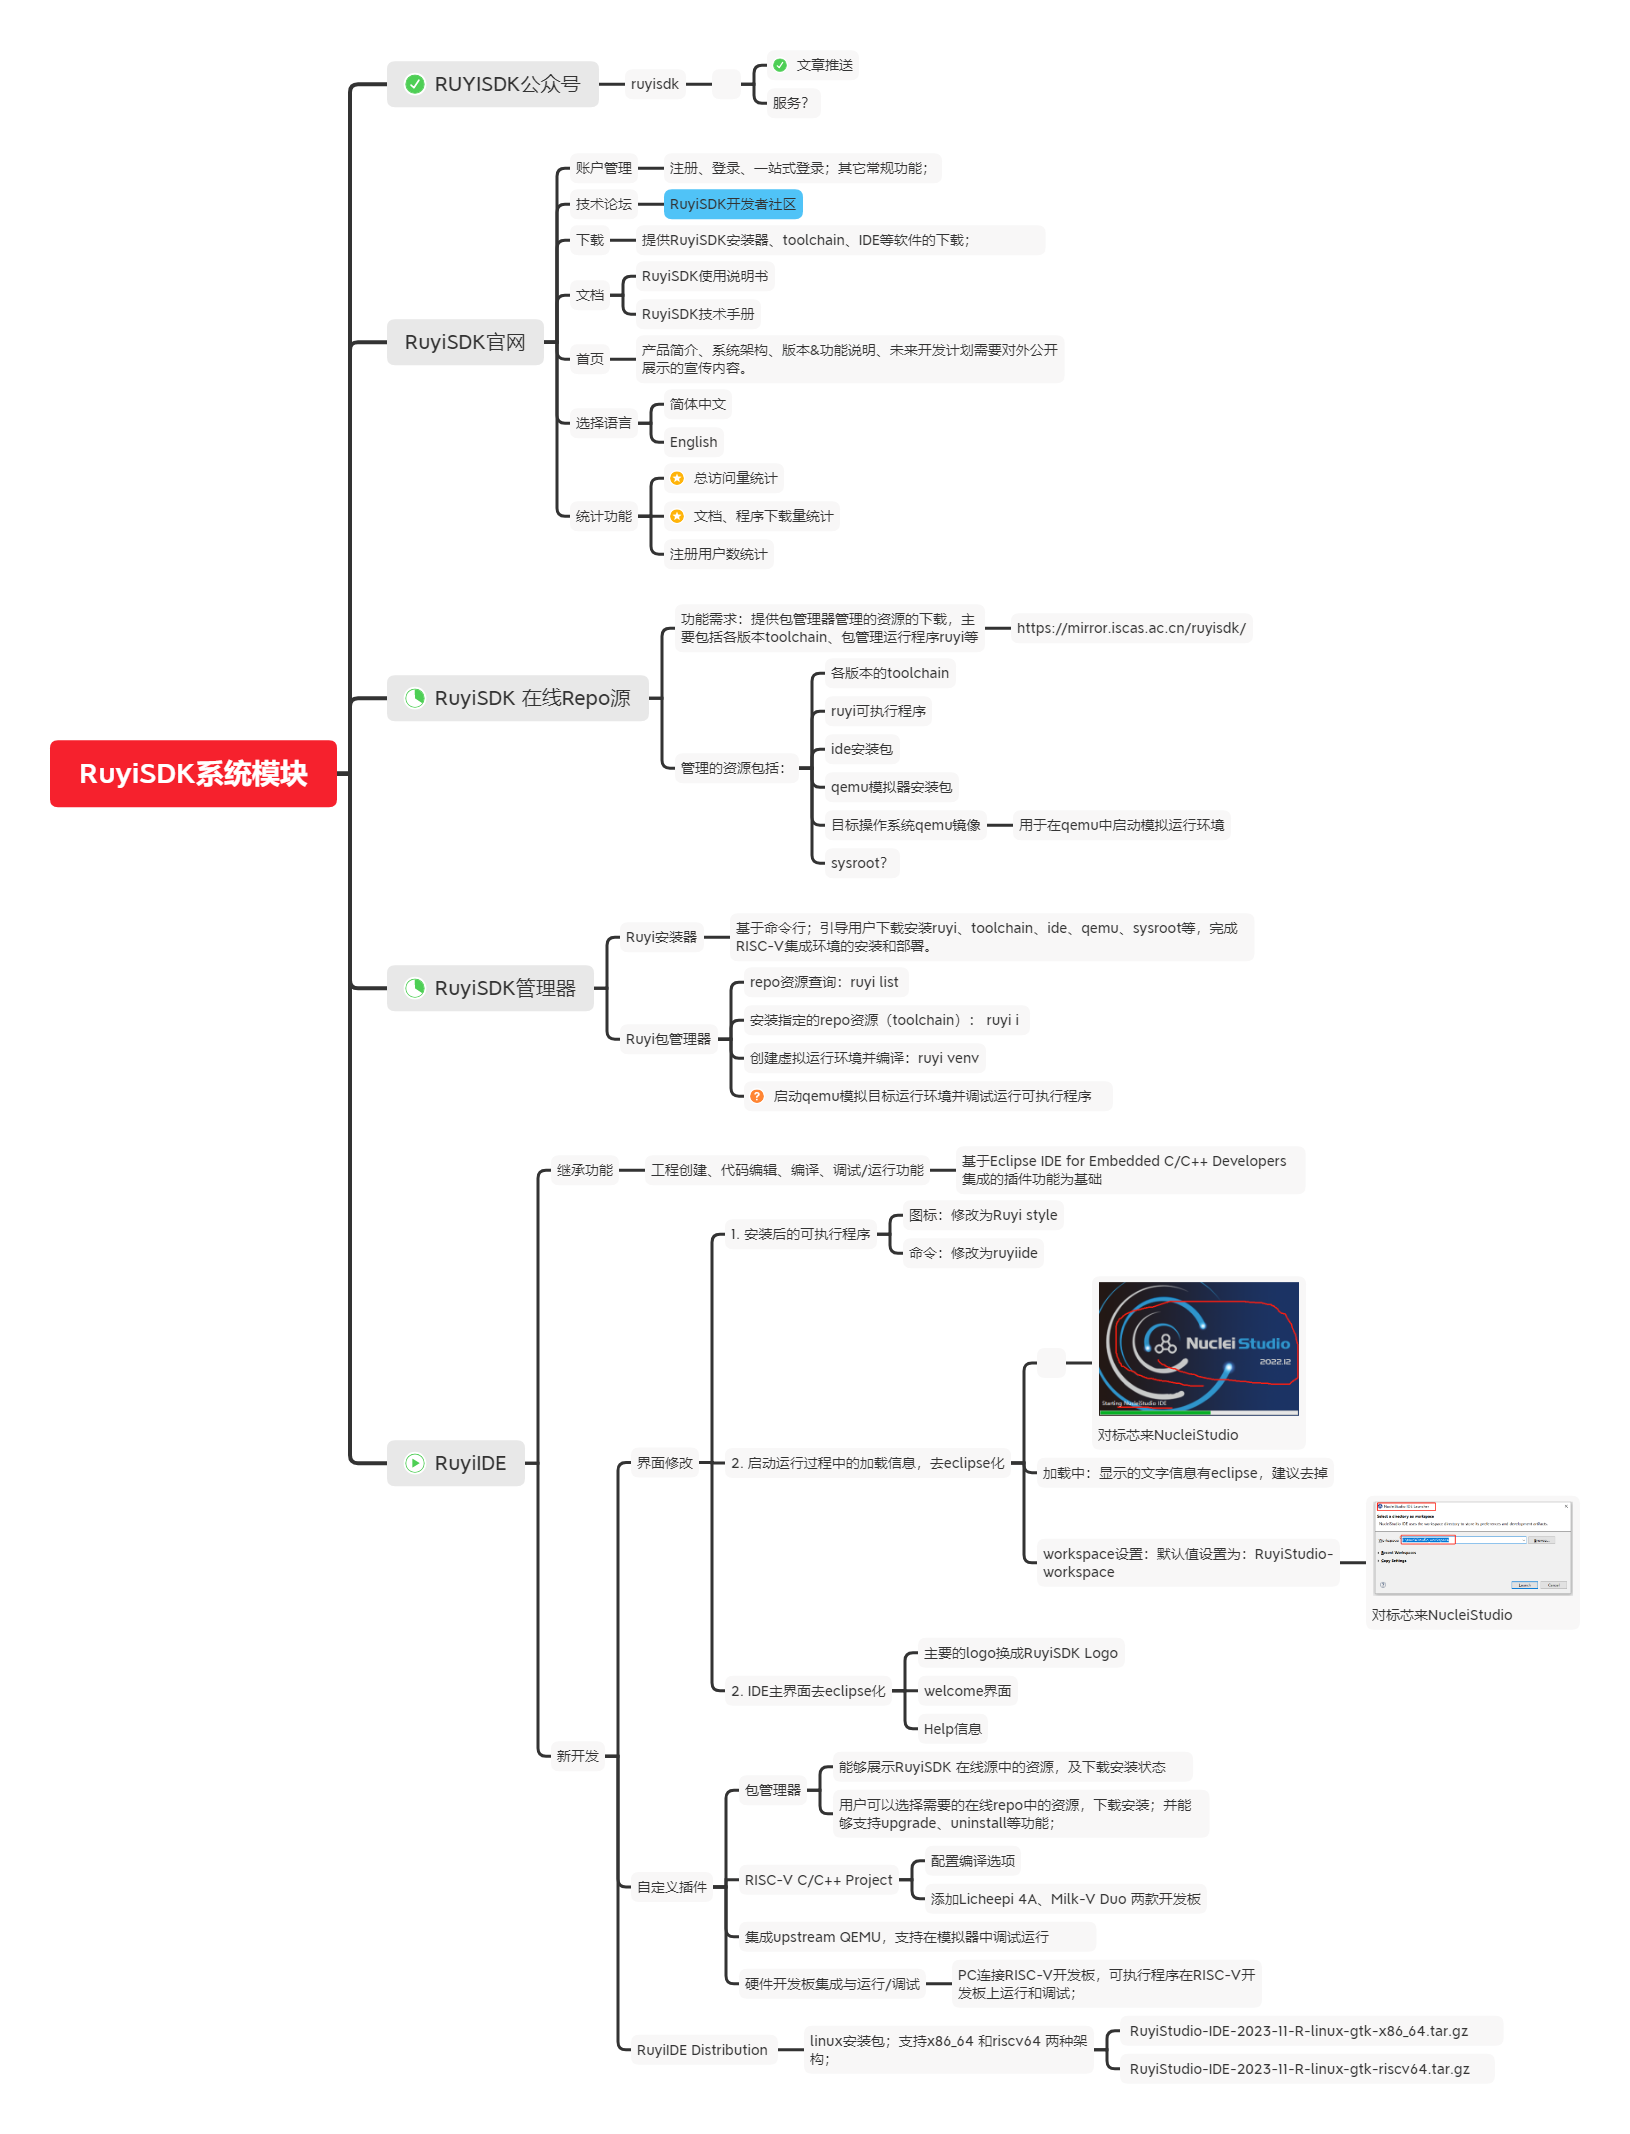 RUYISDK公众号
ruyisdk
文章推送
服务？
账户管理
注册、登录、一站式登录；其它常规功能；
技术论坛
RuyiSDK开发者社区
下载
提供RuyiSDK安装器、toolchain、IDE等软件的下载；
文档
RuyiSDK使用说明书
RuyiSDK技术手册
RuyiSDK官网
首页
产品简介、系统架构、版本&功能说明、未来开发计划需要对外公开
展示的宣传内容。
选择语言
简体中文
English
统计功能
总访问量统计
文档、程序下载量统计
注册用户数统计
功能需求：提供包管理器管理的资源的下载，主
要包括各版本toolchain、包管理运行程序ruyi等
https://mirror.iscas.ac.cn/ruyisdk/
RuyiSDK 在线Repo源
管理的资源包括：
各版本的toolchain
ruyi可执行程序
ide安装包
qemu模拟器安装包
目标操作系统qemu镜像
用于在qemu中启动模拟运行环境
sysroot？
RuyiSDK系统模块
RuyiSDK管理器
Ruyi安装器
基于命令行；引导用户下载安装ruyi、toolchain、ide、qemu、sysroot等，完成
RISC-V集成环境的安装和部署。
Ruyi包管理器
repo资源查询：ruyi list
安装指定的repo资源（toolchain）： ruyi i
创建虚拟运行环境并编译：ruyi venv
启动qemu模拟目标运行环境并调试运行可执行程序
RuyiIDE
继承功能
工程创建、代码编辑、编译、调试/运行功能
基于Eclipse IDE for Embedded C/C++ Developers
集成的插件功能为基础
新开发
界面修改
1. 安装后的可执行程序
图标：修改为Ruyi style
命令：修改为ruyiide
2. 启动运行过程中的加载信息，去eclipse化
Nuclei Studio
2022.12
Starting NucleiStudio IDE
对标芯来NucleiStudio
加载中：显示的文字信息有eclipse，建议去掉
workspace设置：默认值设置为：RuyiStudio-
workspace
Select a directory as workspace
Recent Workspaces
Copy Settings
对标芯来NucleiStudio
2. IDE主界面去eclipse化
主要的logo换成RuyiSDK Logo
welcome界面
Help信息
自定义插件
包管理器
能够展示RuyiSDK 在线源中的资源，及下载安装状态
用户可以选择需要的在线repo中的资源，下载安装；并能
够支持upgrade、uninstall等功能；
RISC-V C/C++ Project
配置编译选项
添加Licheepi 4A、Milk-V Duo 两款开发板
集成upstream QEMU，支持在模拟器中调试运行
硬件开发板集成与运行/调试
PC连接RISC-V开发板，可执行程序在RISC-V开
发板上运行和调试；
RuyiIDE Distribution
linux安装包；支持x86_64 和riscv64 两种架
构；
RuyiStudio-IDE-2023-11-R-linux-gtk-x86_64.tar.gz
RuyiStudio-IDE-2023-11-R-linux-gtk-riscv64.tar.gz